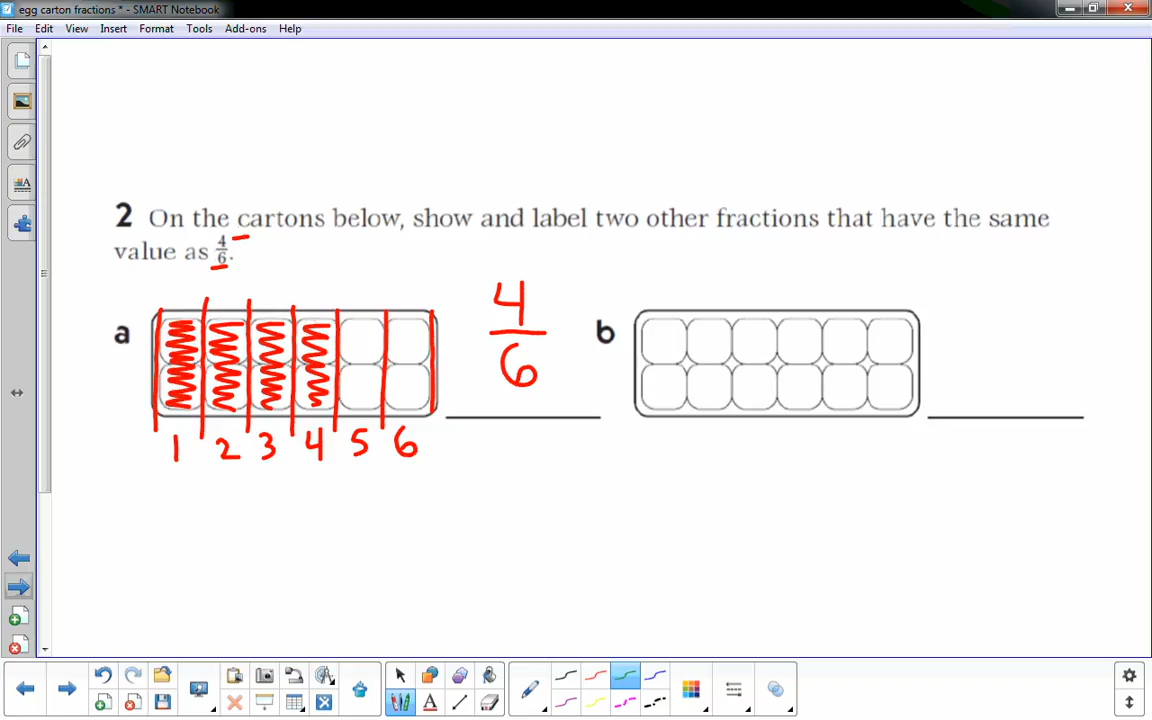 egg carton fractions * - SMART Notebook
File Edit View Insert Format Tools Add-ons Help
2 On the cartons below, show and label two other fractions that have the same
value as 4/6.
a
4
6
b
1 2 3 4 5 6